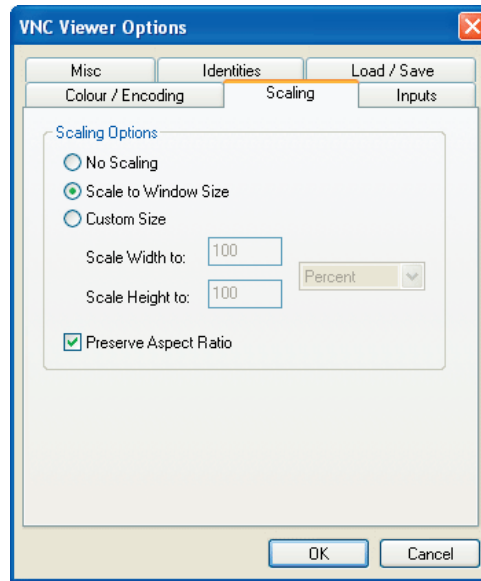 VNC Viewer Options
Misc Identities Load / Save
Colour / Encoding Scaling Inputs
Scaling Options
No Scaling
Scale to Window Size
Custom Size
Scale Width to: 100
Percent
Scale Height to: 100
Preserve Aspect Ratio
OK Cancel